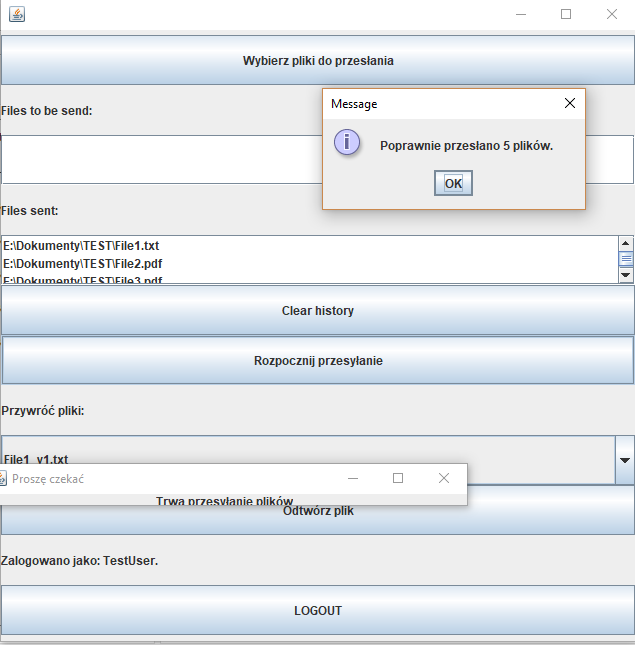 Wybierz pliki do przesłania
Files to be send:
Message
Poprawnie przesłano 5 plików.
OK
Files sent:
E:\Dokumenty\TEST\File1.txt
E:\Dokumenty\TEST\File2.pdf
E:\Dokumenty\TEST\File3.pdf
Clear history
Rozpocznij przesyłanie
Przywróć pliki:
File1_v1.txt
Proszę czekać
Trwa przesyłanie plików
Odtwórz plik
Zalogowano jako: TestUser.
LOGOUT